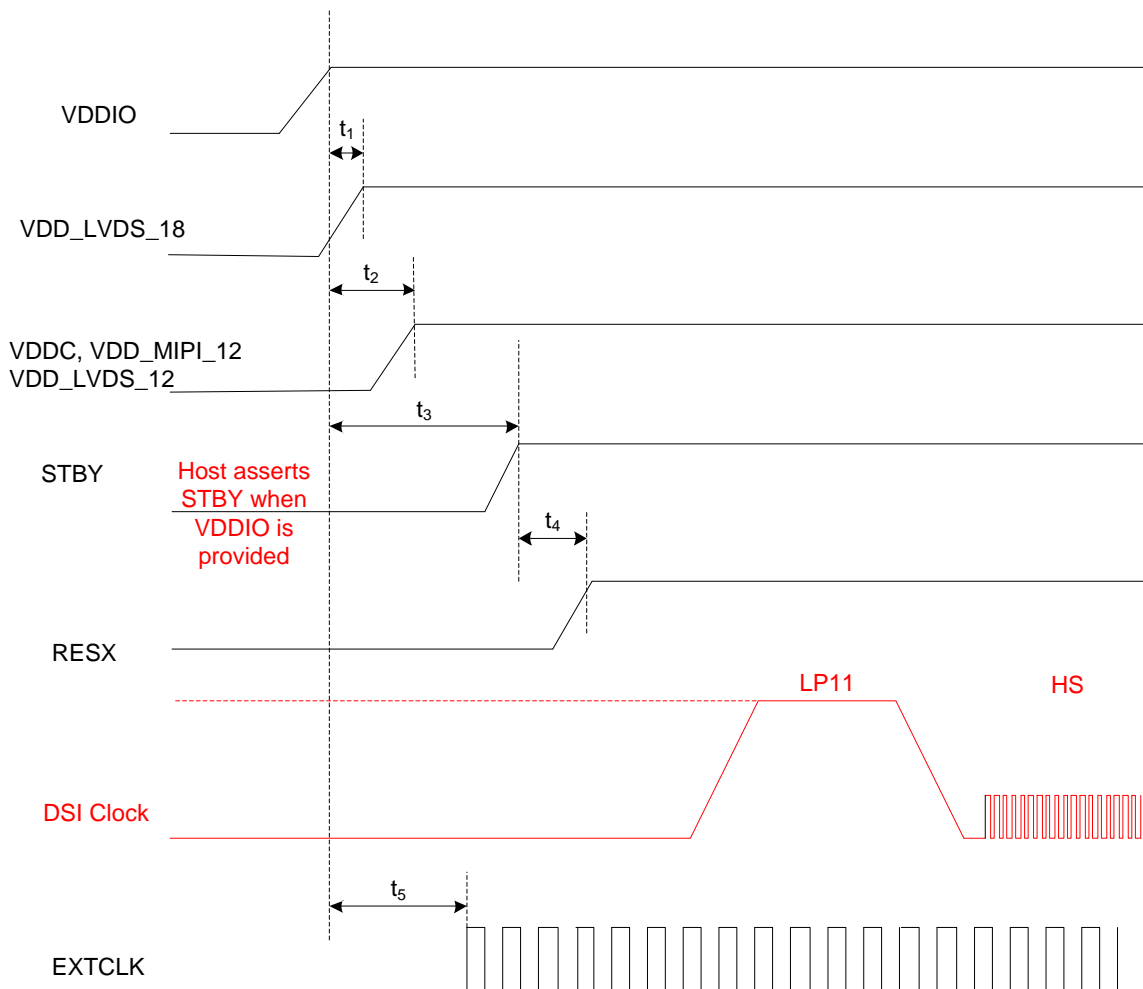 VDDIO
t₁
VDD_LVDS_18
t₂
VDDC, VDD_MIPI_12
VDD_LVDS_12
t₃
STBY
Host asserts
STBY when
VDDIO is
provided
t₄
RESX
LP11
HS
DSI Clock
t₅
EXTCLK